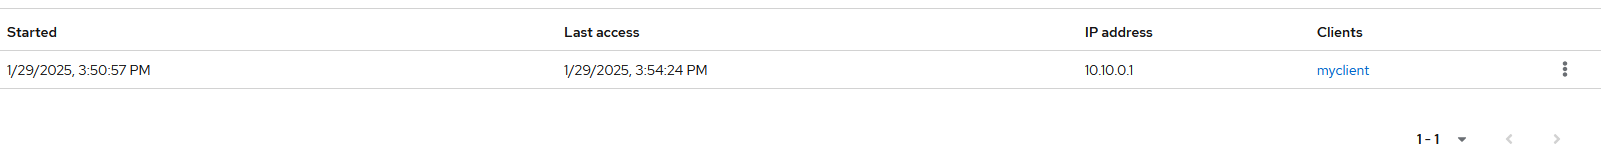 Started Last access IP address Clients
1/29/2025, 3:50:57 PM 1/29/2025, 3:54:24 PM 10.10.0.1 myclient
1 - 1